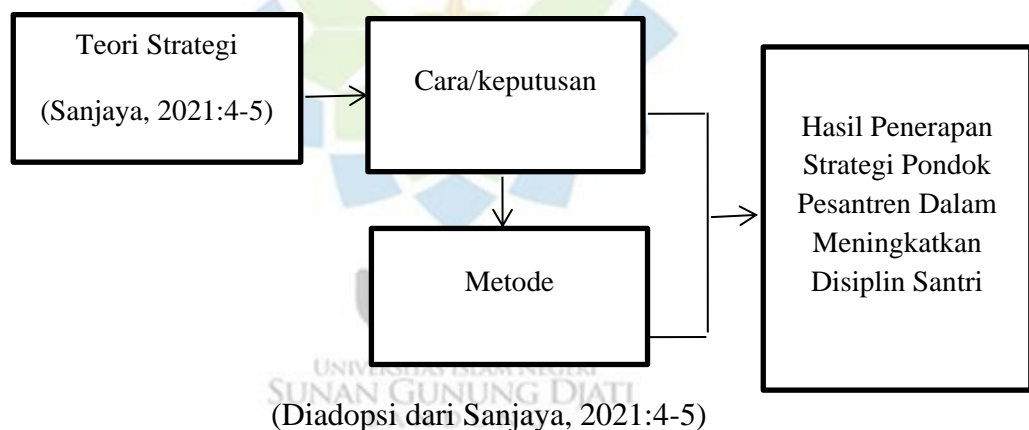 Teori Strategi
(Sanjaya, 2021:4-5)
Cara/keputusan
Metode
Hasil Penerapan
Strategi Pondok
Pesantren Dalam
Meningkatkan
Disiplin Santri
UNIVERSITAS ISLAM NEGERI
SUNAN GUNUNG DJATI
(Diadopsi dari Sanjaya, 2021:4-5)